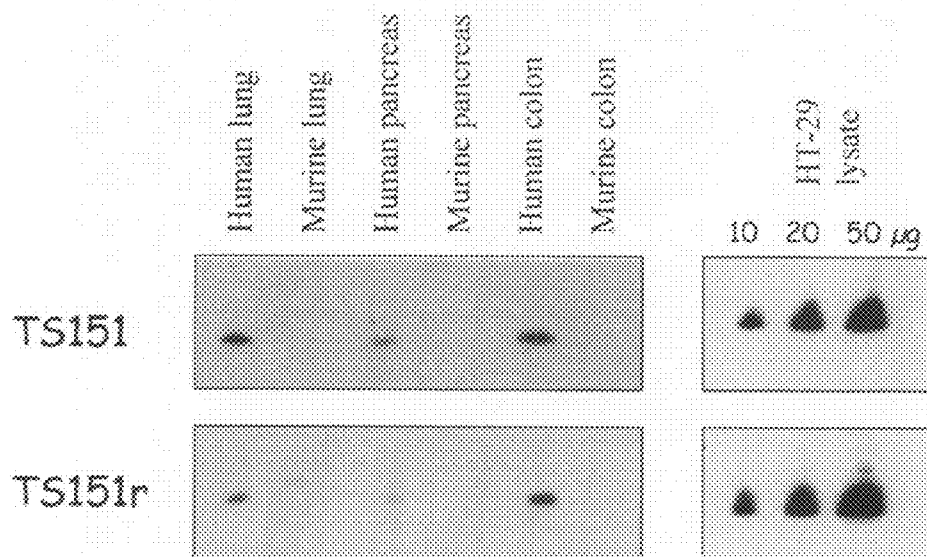 Human lung
Murine lung
Human pancreas
Murine pancreas
Human colon
Murine colon
HT-29
lysate
10 20 50 µg
TS151
TS151r